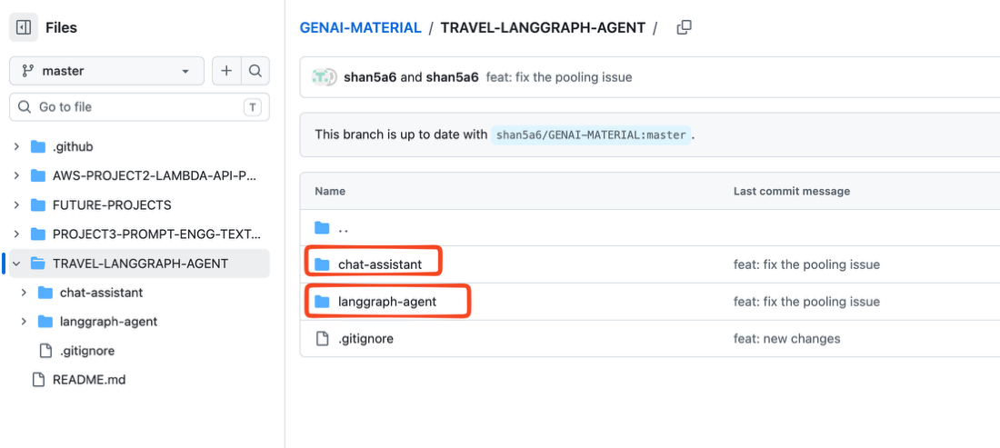 Files
master
Go to file
T
.github
AWS-PROJECT2-LAMBDA-API-P...
FUTURE-PROJECTS
PROJECT3-PROMPT-ENGG-TEXT...
TRAVEL-LANGGRAPH-AGENT
chat-assistant
langgraph-agent
.gitignore
README.md
GENAI-MATERIAL / TRAVEL-LANGGRAPH-AGENT /
shan5a6 and shan5a6 feat: fix the pooling issue
This branch is up to date with shan5a6/GENAI-MATERIAL:master.
Name Last commit message
..
chat-assistant feat: fix the pooling issue
langgraph-agent feat: fix the pooling issue
.gitignore feat: new changes